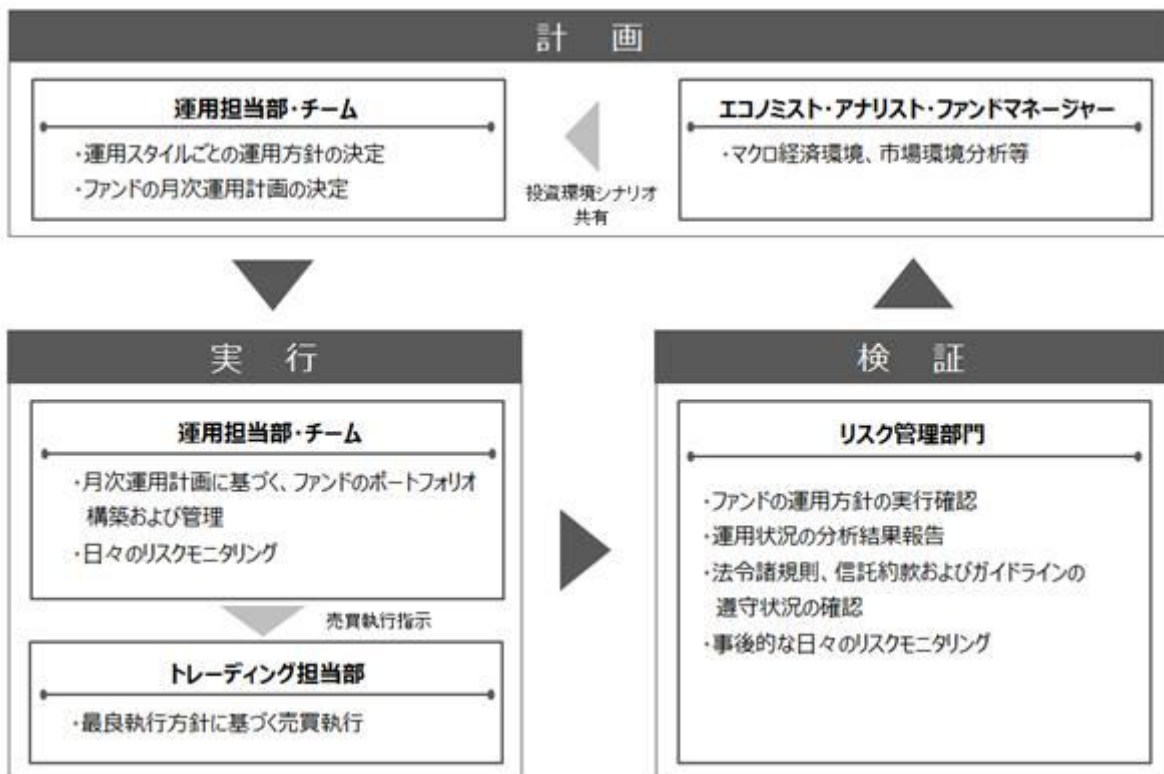 計 画
運用担当部・チーム
・運用スタイルごとの運用方針の決定
・ファンドの月次運用計画の決定
投資環境シナリオ
共有
エコノミスト・アナリスト・ファンドマネージャー
・マクロ経済環境、市場環境分析等
実 行
運用担当部・チーム
・月次運用計画に基づく、ファンドのポートフォリオ
構築および管理
・日々のリスクモニタリング
売買執行指示
トレーディング担当部
・最良執行方針に基づく売買執行
検 証
リスク管理部門
・ファンドの運用方針の実行確認
・運用状況の分析結果報告
・法令諸規則、信託約款およびガイドラインの
遵守状況の確認
・事後的な日々のリスクモニタリング